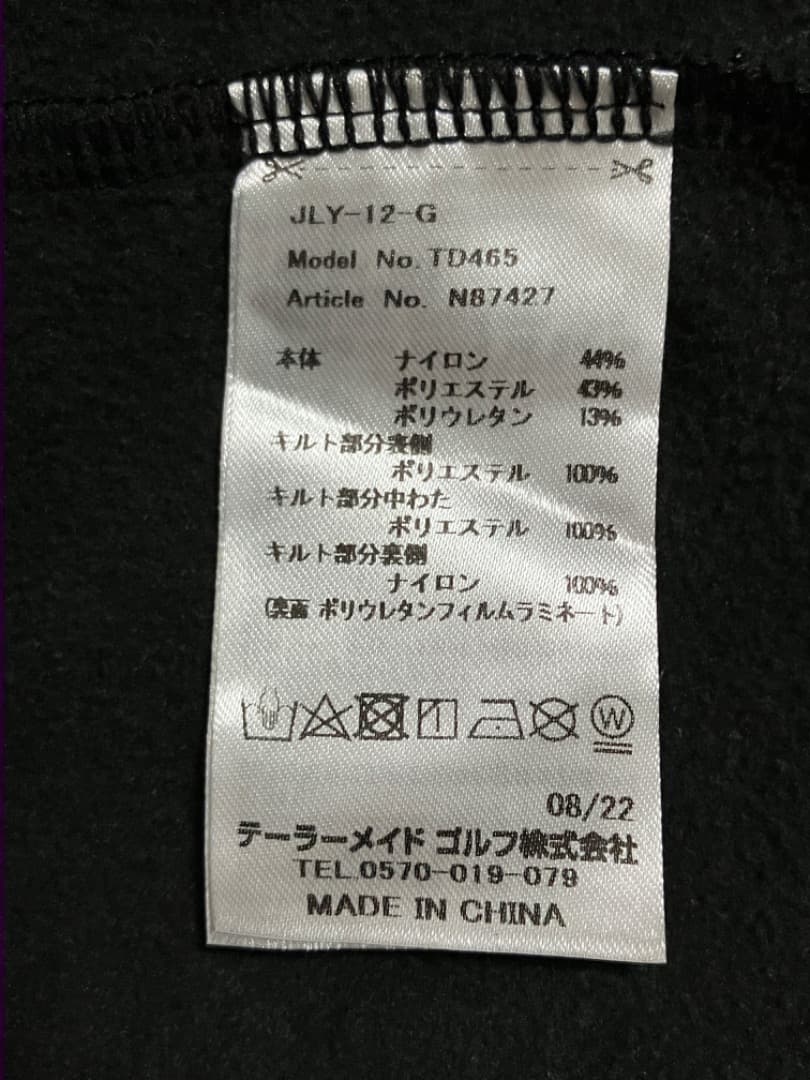 JLY-12-G
Model No. TD465
Article No. N87427
本体 ナイロン 44%
ポリエステル 43%
ポリウレタン 13%
キルト部分裏側
ポリエステル 100%
キルト部分中わた
ポリエステル 100%
キルト部分裏側
ナイロン 100%
(裏面 ポリウレタンフィルムラミネート)
W
08/22
テーラーメイド ゴルフ株式会社
TEL.0570-019-079
MADE IN CHINA